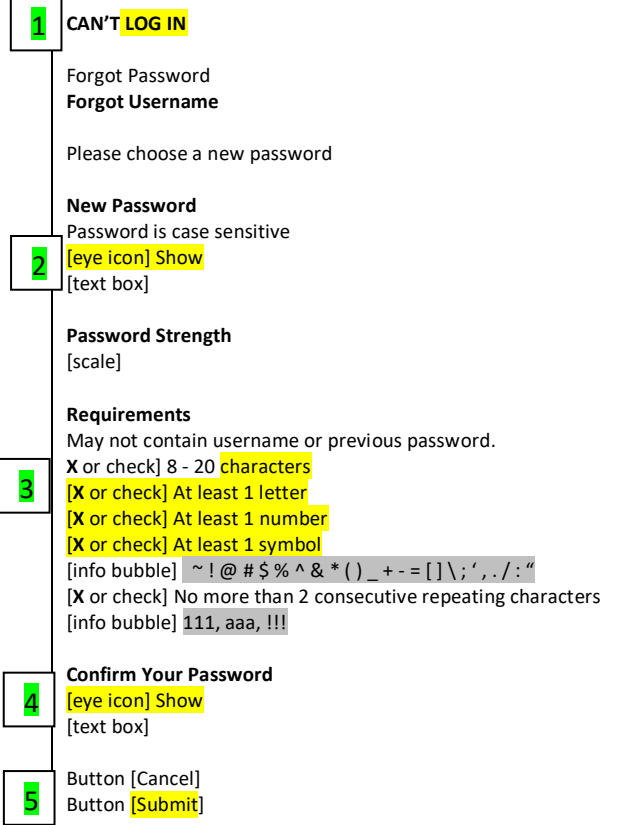 1 CAN’T LOG IN
Forgot Password
Forgot Username
Please choose a new password
New Password
Password is case sensitive
2 [eye icon] Show
[text box]
Password Strength
[scale]
Requirements
May not contain username or previous password.
X or check] 8 - 20 characters
3 [X or check] At least 1 letter
[X or check] At least 1 number
[X or check] At least 1 symbol
[info bubble] ~ ! @ # $ % ^ & * ( ) _ + - = [ ] \ ; ‘ , . / : “
[X or check] No more than 2 consecutive repeating characters
[info bubble] 111, aaa, !!!
Confirm Your Password
4 [eye icon] Show
[text box]
Button [Cancel]
5 Button [Submit]